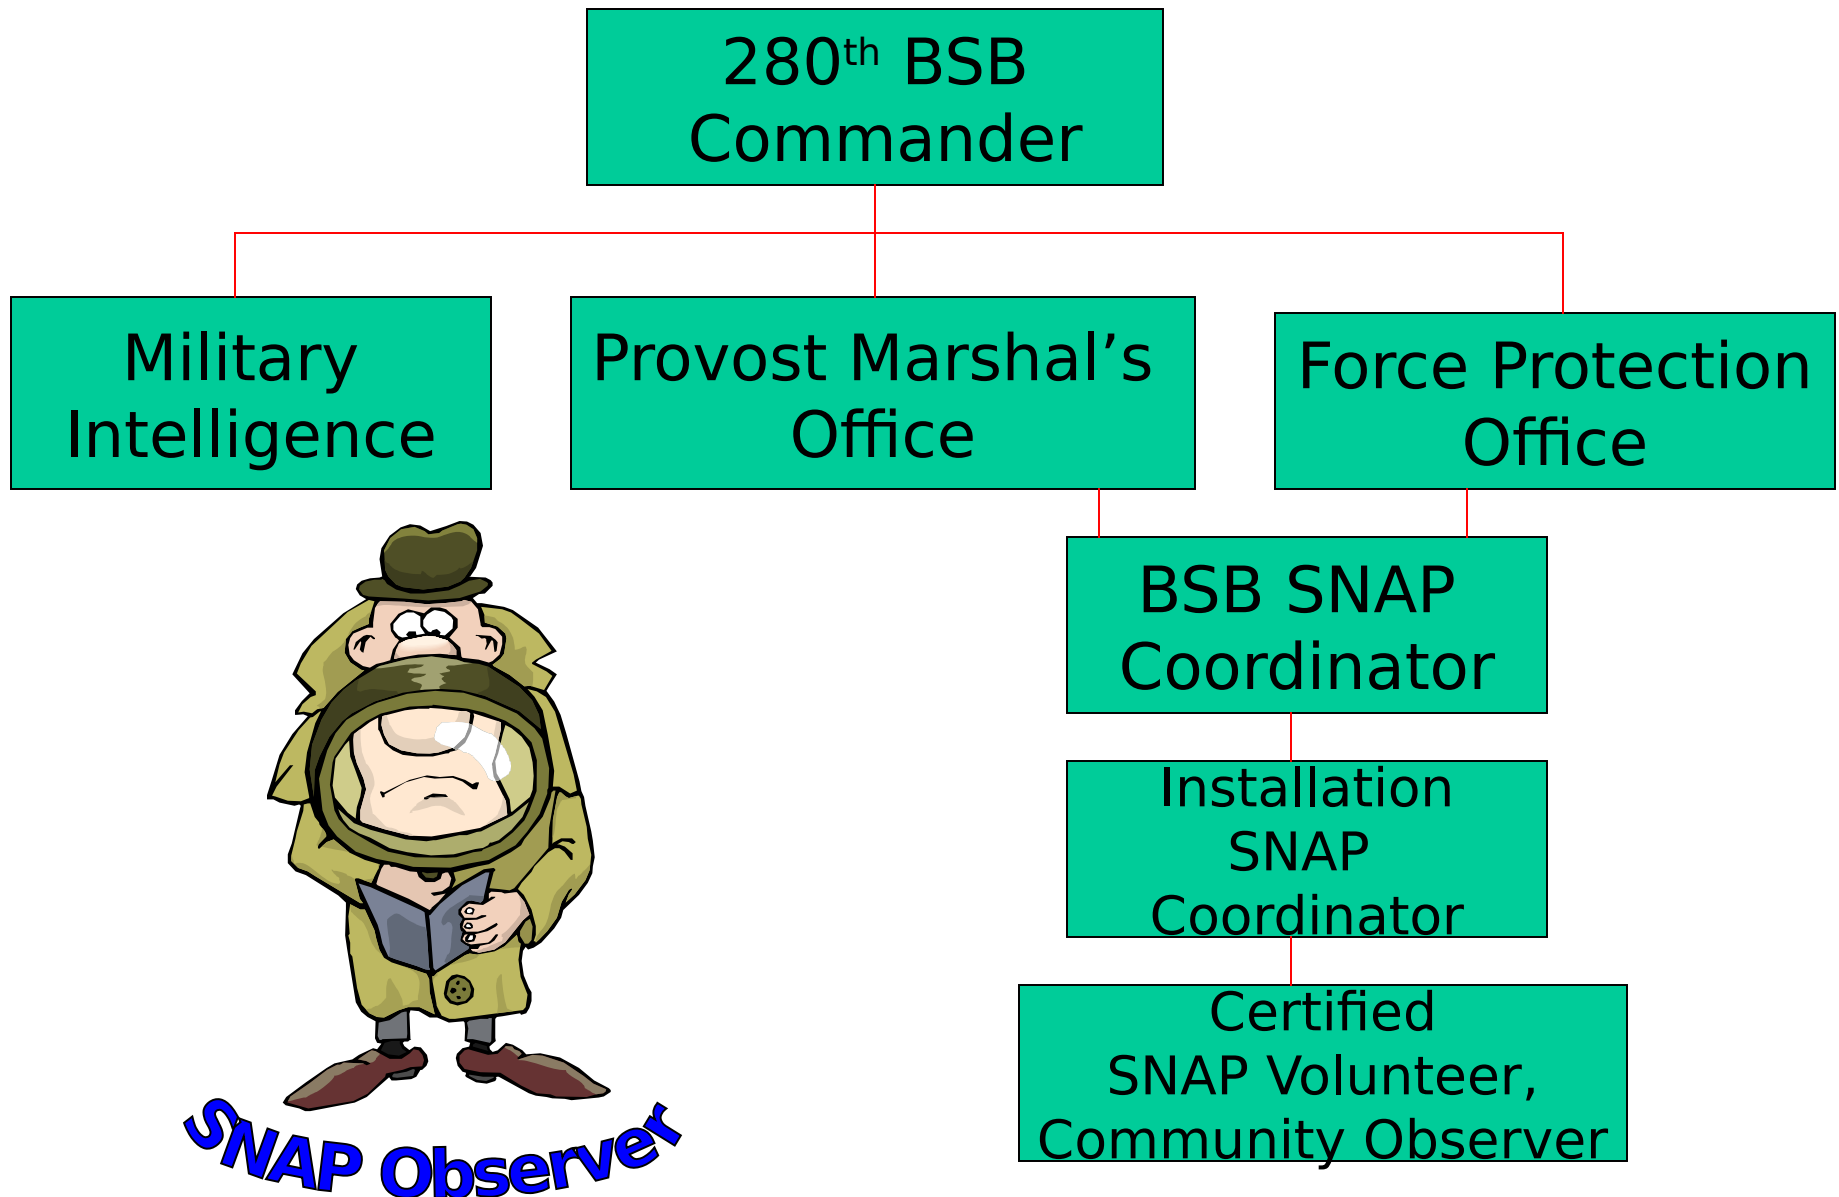 280th BSB
Commander
Military
Intelligence
Provost Marshal’s
Office
Force Protection
Office
BSB SNAP
Coordinator
Installation
SNAP
Coordinator
Certified
SNAP Volunteer,
Community Observer
SNAP Observer